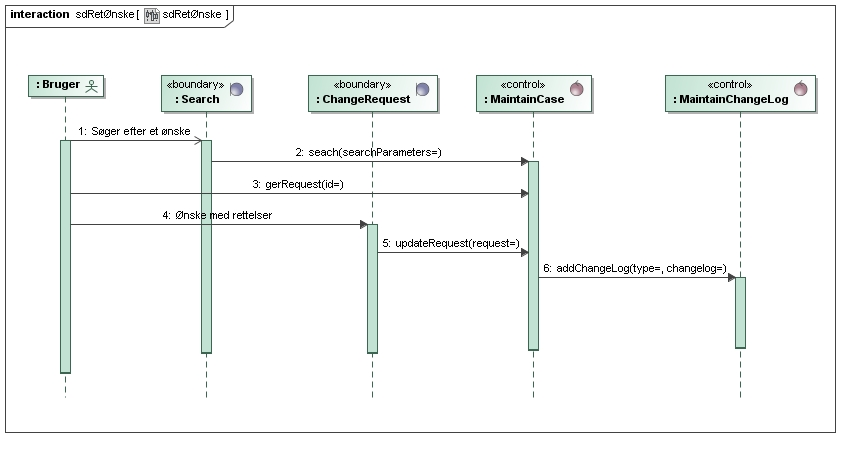 interaction sdRetØnske [ sdRetØnske ]
: Bruger
«boundary»
: Search
«boundary»
: ChangeRequest
«control»
: MaintainCase
«control»
: MaintainChangeLog
1: Søger efter et ønske
2: seach(searchParameters=)
3: gerRequest(id=)
4: Ønske med rettelser
5: updateRequest(request=)
6: addChangeLog(type=, changelog=)